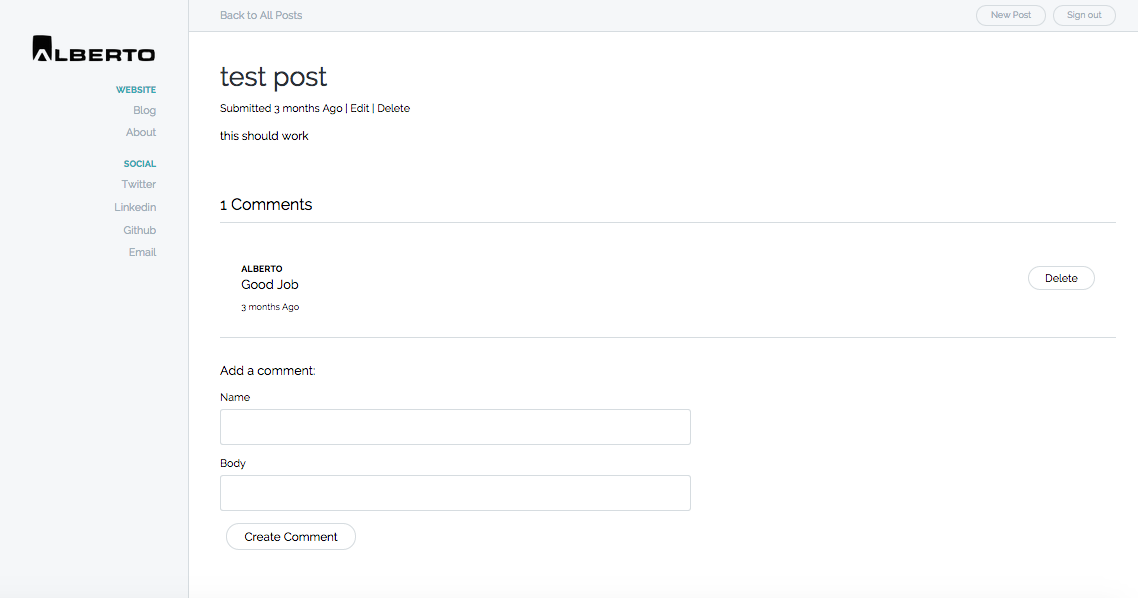 Back to All Posts
New Post
Sign out
ALBERTO
WEBSITE
Blog
About
SOCIAL
Twitter
Linkedin
Github
Email
test post
Submitted 3 months Ago | Edit | Delete
this should work
1 Comments
ALBERTO
Good Job
3 months Ago
Delete
Add a comment:
Name
Body
Create Comment